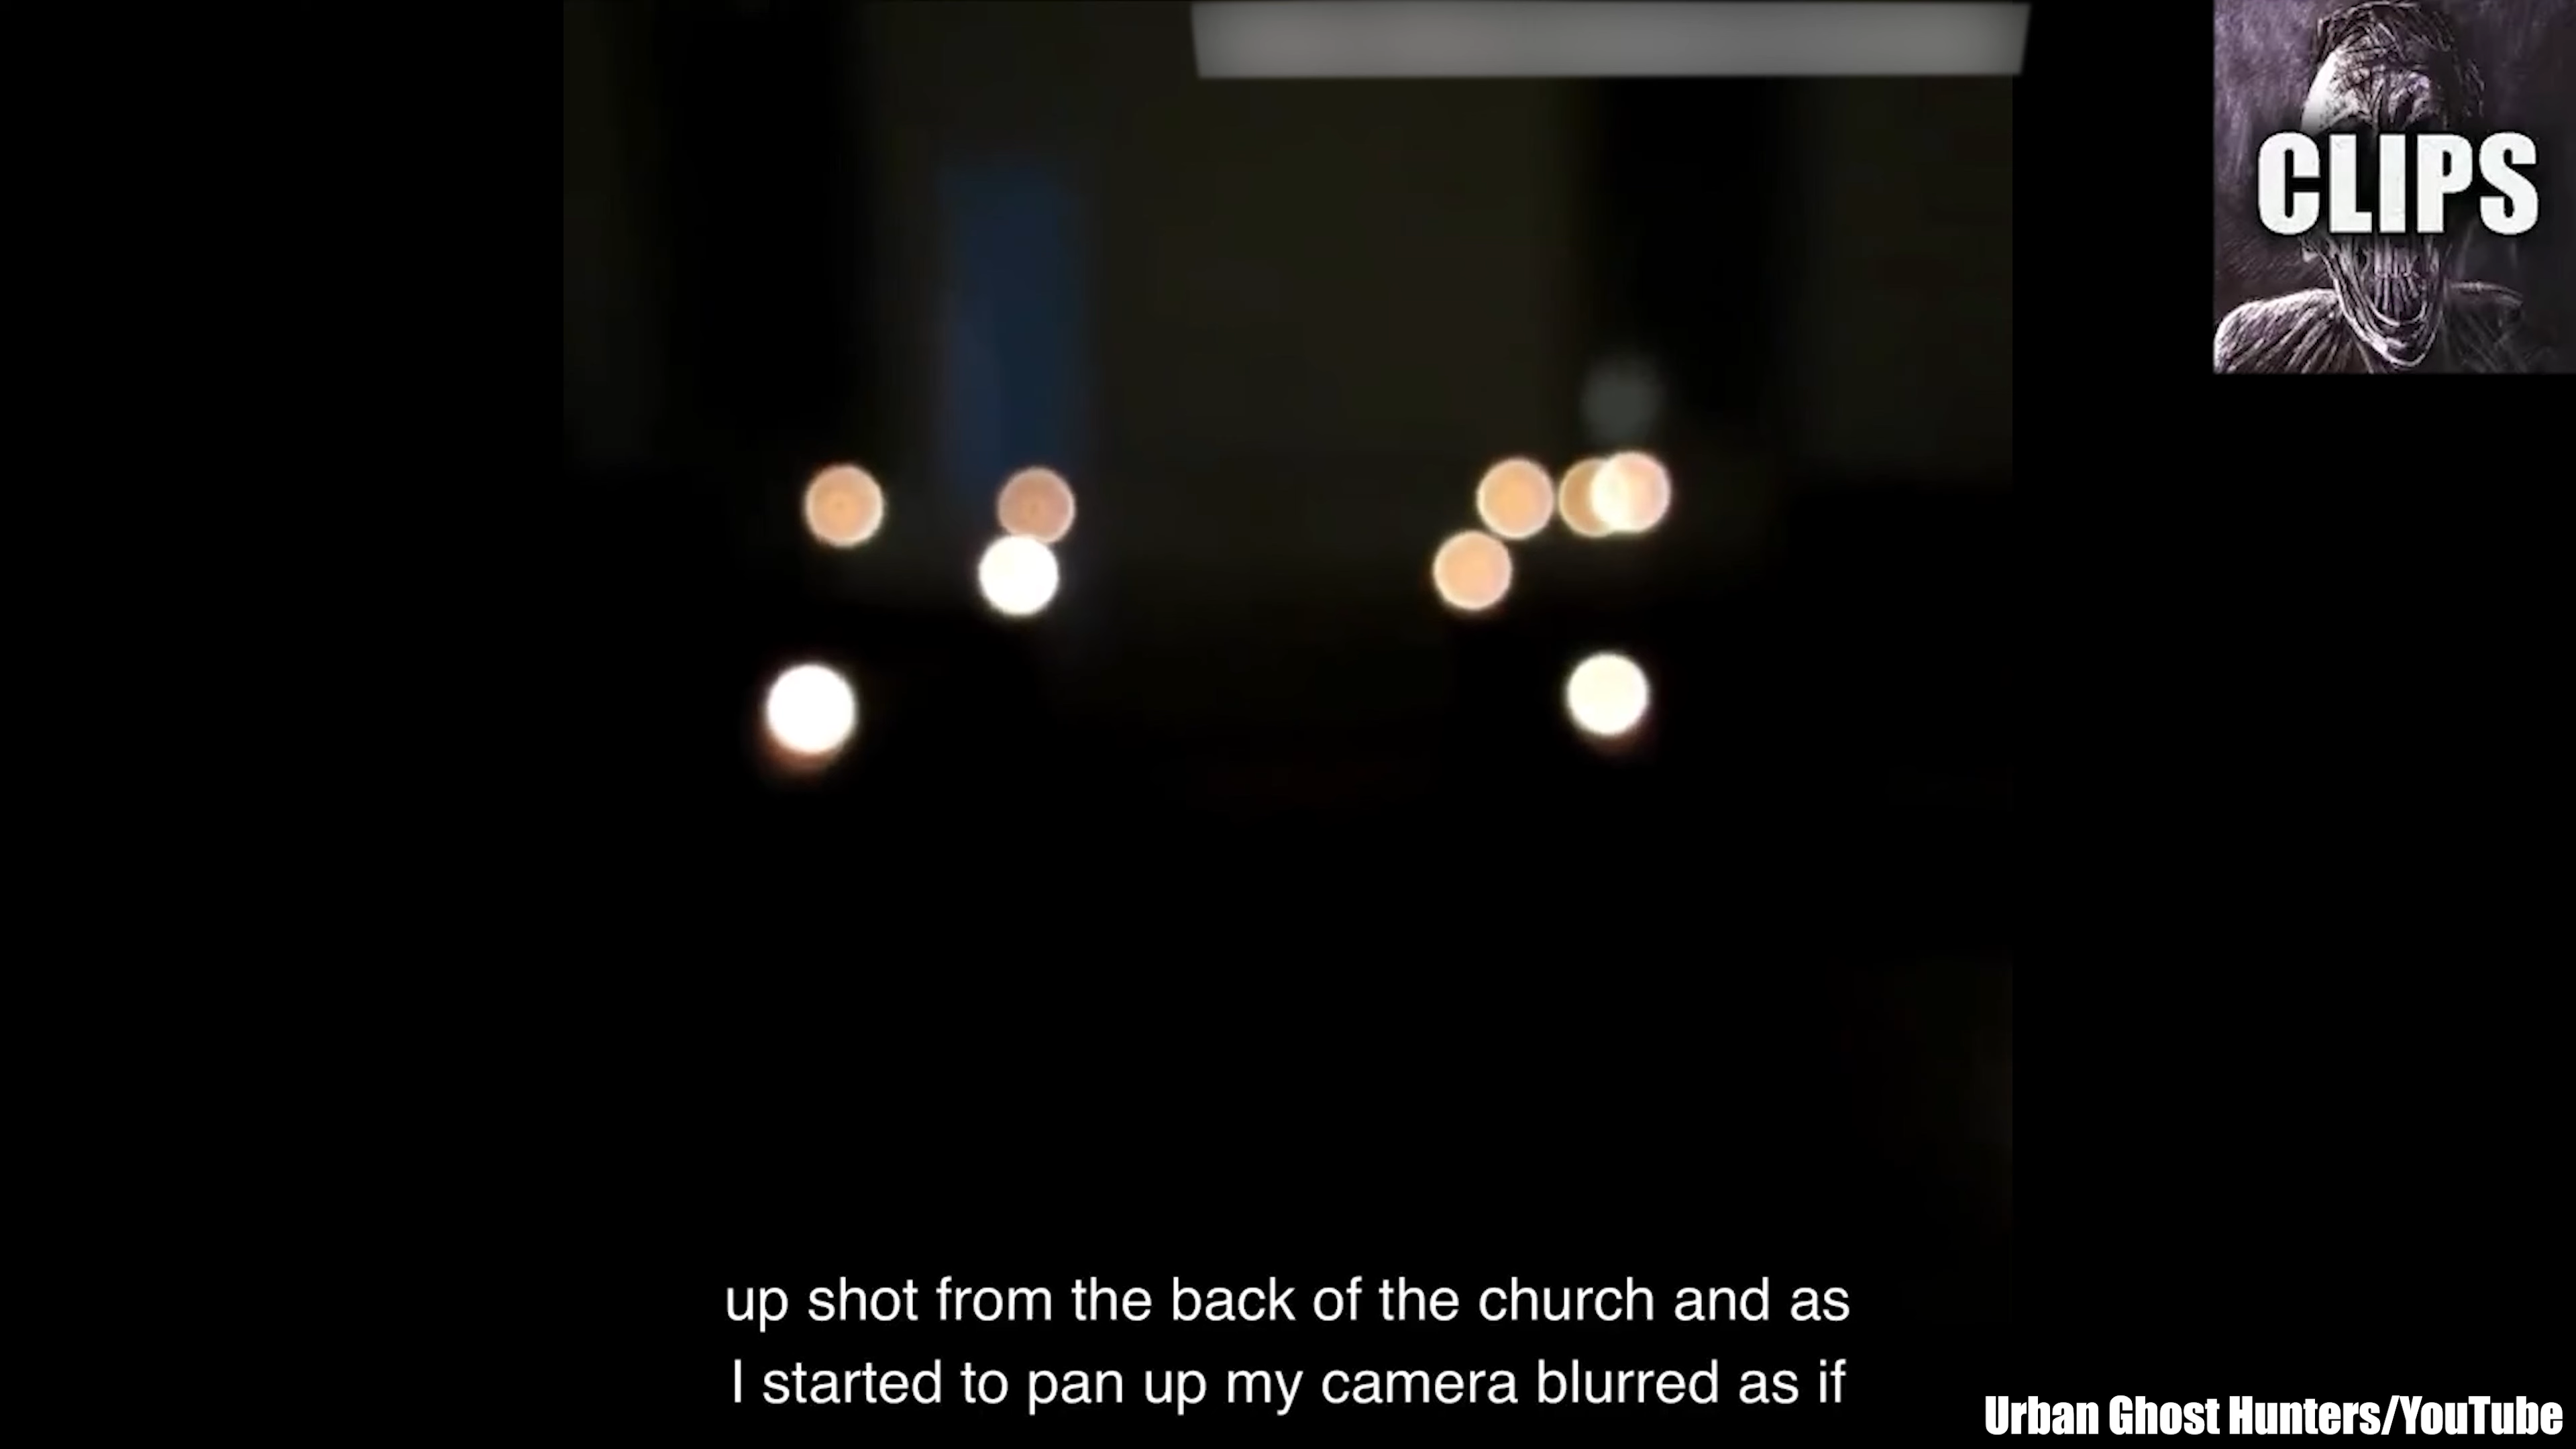 CLIPS
up shot from the back of the church and as
I started to pan up my camera blurred as if
Urban Ghost Hunters/YouTube